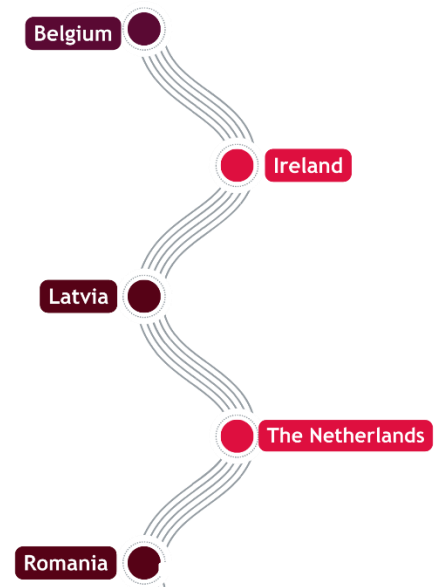 Belgium
Ireland
Latvia
The Netherlands
Romania